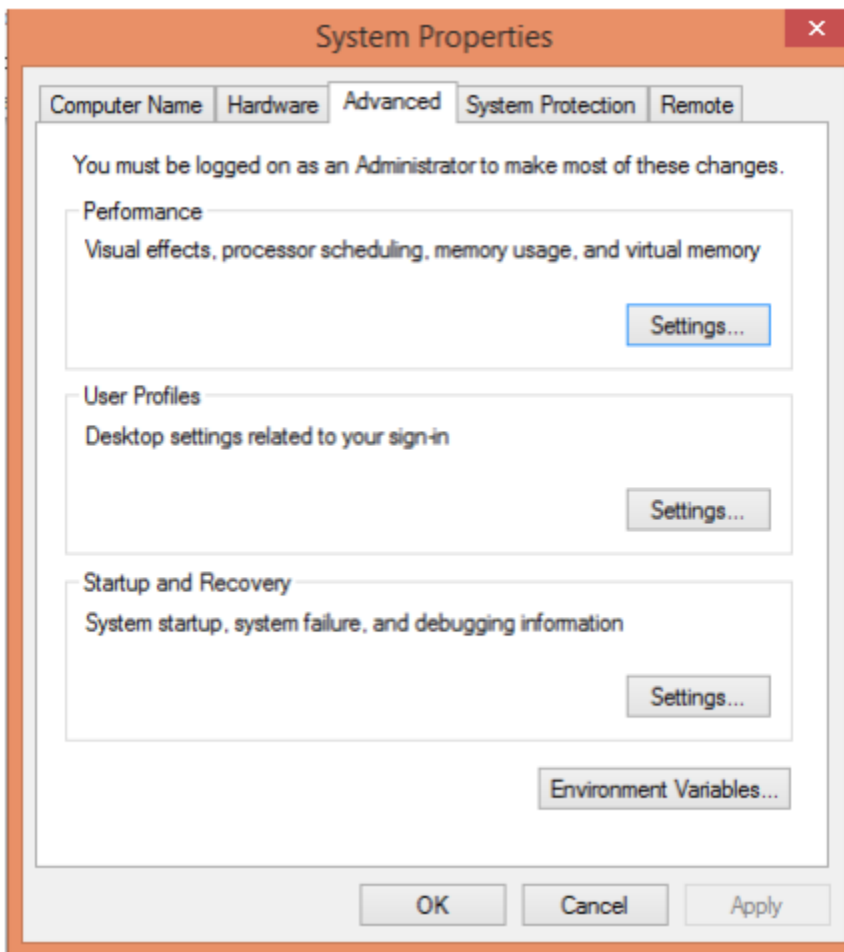 System Properties
Computer Name Hardware Advanced System Protection Remote
You must be logged on as an Administrator to make most of these changes.
Performance
Visual effects, processor scheduling, memory usage, and virtual memory
Settings...
User Profiles
Desktop settings related to your sign-in
Settings...
Startup and Recovery
System startup, system failure, and debugging information
Settings...
Environment Variables...
OK Cancel Apply